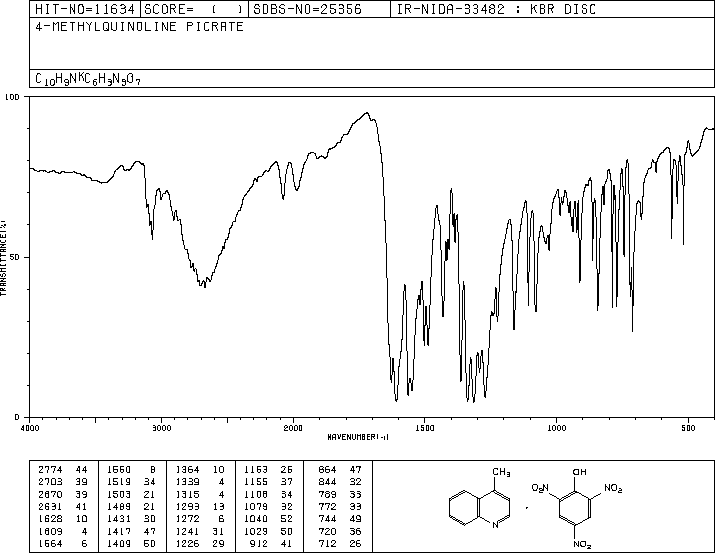 HIT-NO=11634 SCORE= ( ) SDBS-NO=25356 IR-NIDA-33482 : KBR DISC
4-METHYLQUINOLINE PICRATE
C10H9N*C6H3N3O7
100
50
0
TRANSMITTANCE(%)
4000 3000 2000 1500 1000 500
WAVENUMBER(-1)
2774 44 1550 8 1364 10 1163 26 864 47
2703 39 1519 34 1339 4 1155 37 844 32
2670 39 1503 21 1315 4 1108 34 789 33
2631 41 1489 21 1293 13 1079 32 772 33
1628 10 1431 30 1272 6 1040 52 744 49
1609 4 1417 47 1241 31 1029 50 720 36
1564 6 1409 50 1226 29 912 41 712 26
CH3
N
OH
O2N
NO2
NO2